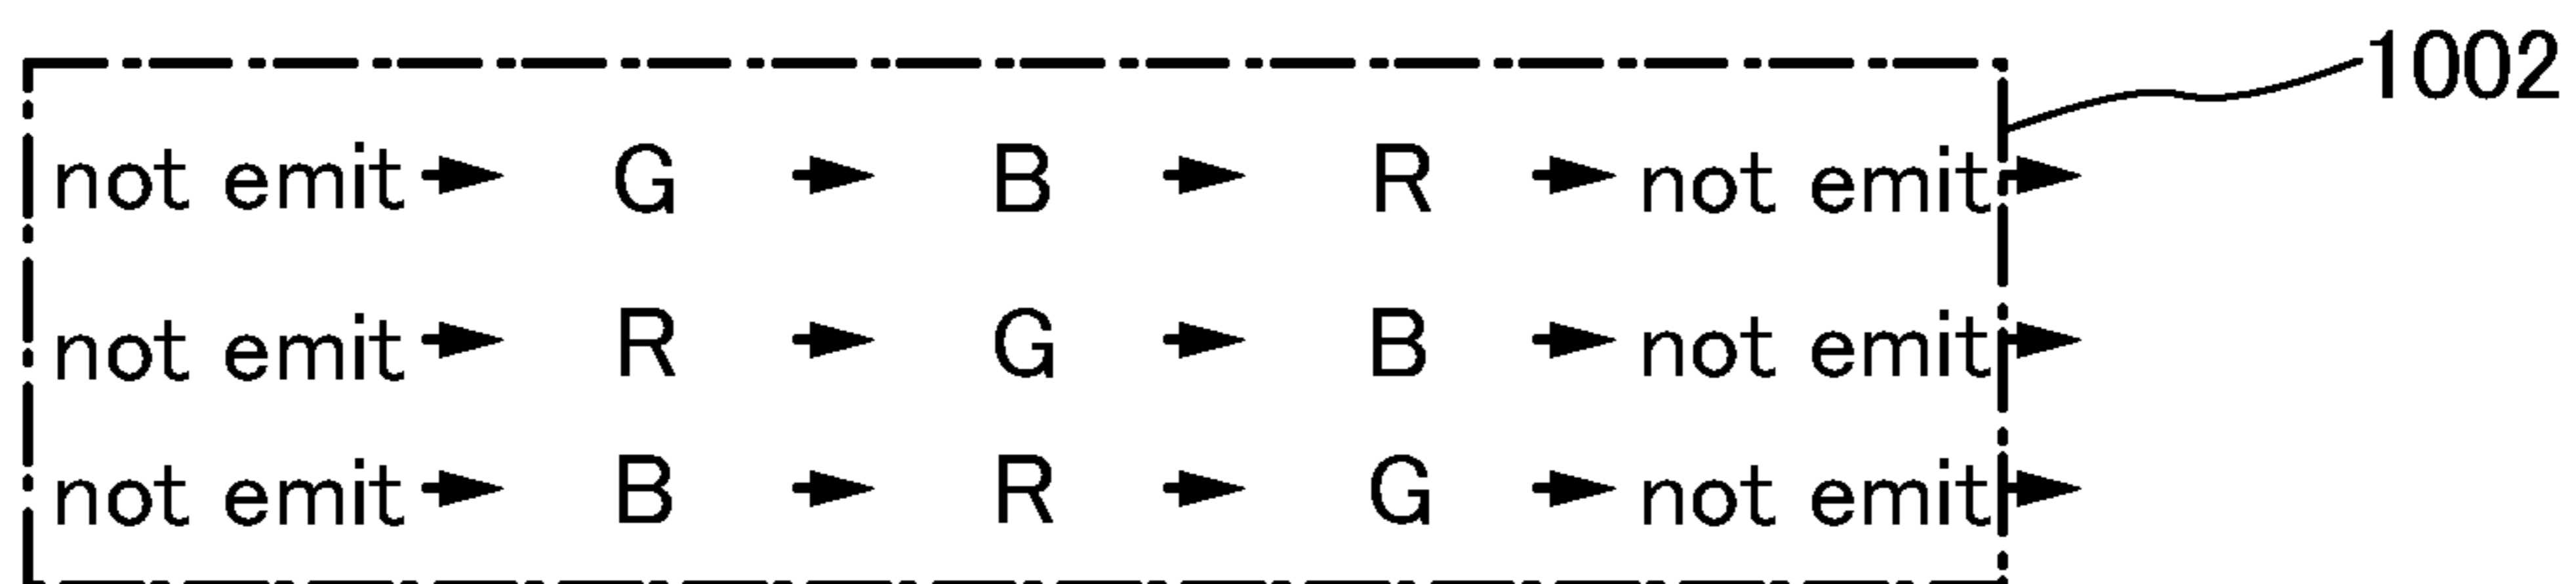 1002
not emit → G → B → R → not emit →
not emit → R → G → B → not emit →
not emit → B → R → G → not emit →